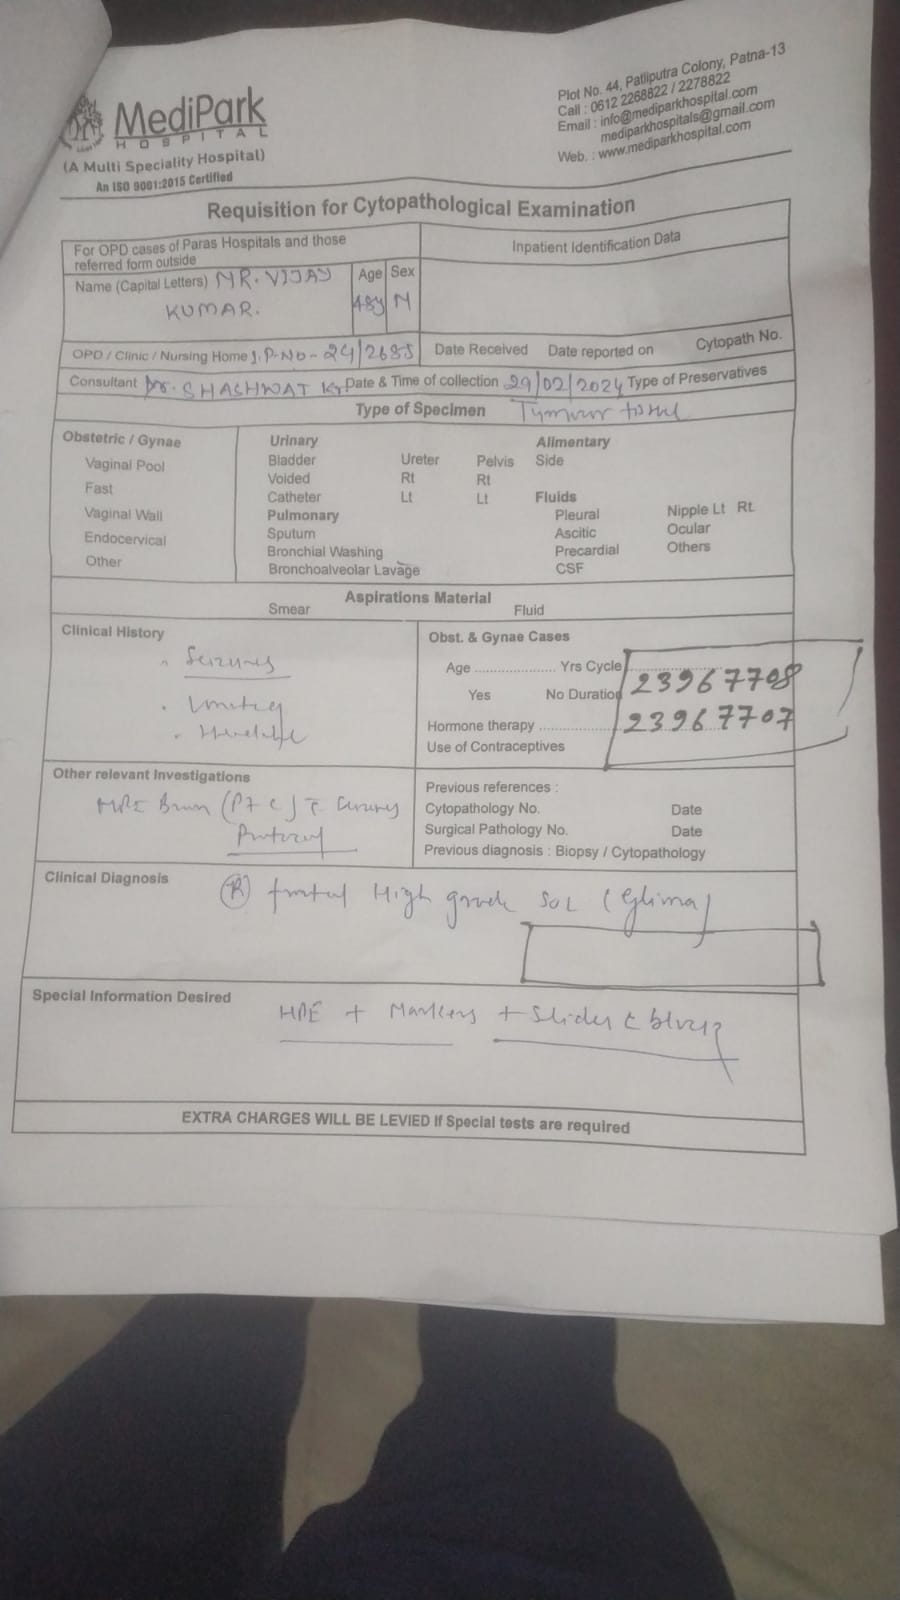 MediPark
HOSPITAL
(A Multi Speciality Hospital)
An ISO 9001:2015 Certified
Plot No. 44, Patliputra Colony, Patna-13
Call : 0612 2268822 / 2278822
Email : info@mediparkhospital.com
mediparkhospitals@gmail.com
Web. : www.mediparkhospital.com
Requisition for Cytopathological Examination
For OPD cases of Paras Hospitals and those
referred form outside
Inpatient Identification Data
Name (Capital Letters) MR. VIJAY
KUMAR.
Age Sex
48y M
OPD / Clinic / Nursing Home I.P.NO - 24/2685 Date Received Date reported on Cytopath No.
Consultant Dr. SHASHWAT Kr. Date & Time of collection 29/02/2024 Type of Preservatives
Type of Specimen Tumour
Obstetric / Gynae
Vaginal Pool
Fast
Vaginal Wall
Endocervical
Other
Urinary
Bladder Ureter Pelvis
Voided Rt Rt
Catheter Lt Lt
Pulmonary
Sputum
Bronchial Washing
Bronchoalveolar Lavage
Alimentary
Side
Fluids
Pleural
Ascitic
Precardial
CSF
Nipple Lt Rt
Ocular
Others
Aspirations Material
Smear Fluid
Clinical History
Seizures
Vomiting
Headache
Obst. & Gynae Cases
Age .................... Yrs Cycle
Yes No Duration
Hormone therapy
Use of Contraceptives
23967708
23967707
Other relevant Investigations
MRI Brain (P+C)
Protocol
Previous references :
Cytopathology No. Date
Surgical Pathology No. Date
Previous diagnosis : Biopsy / Cytopathology
Clinical Diagnosis
(R) frontal High grade SOL (Glioma)
Special Information Desired
HPE + Markers + Slides c̄ block
EXTRA CHARGES WILL BE LEVIED If Special tests are required